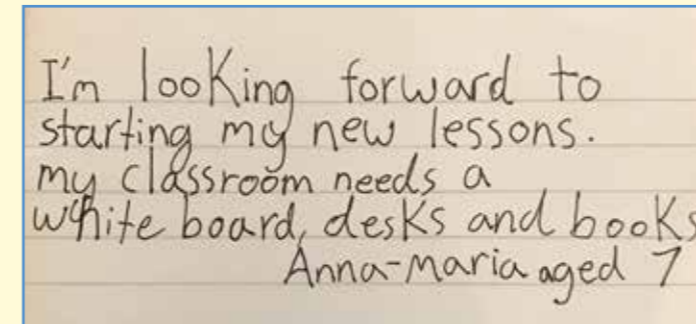 I'm looking forward to
starting my new lessons.
my classroom needs a
white board, desks and books
Anna-maria aged 7